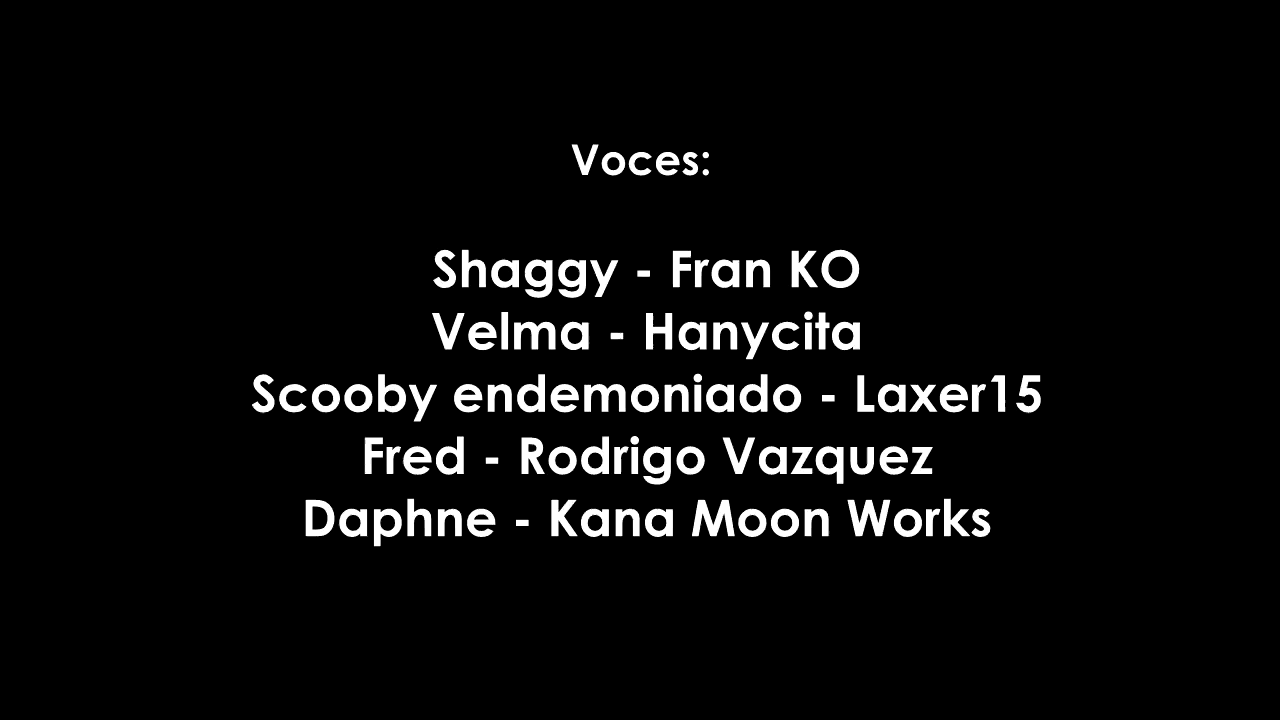 Voces:
Shaggy - Fran KO
Velma - Hanycita
Scooby endemoniado - Laxer15
Fred - Rodrigo Vazquez
Daphne - Kana Moon Works